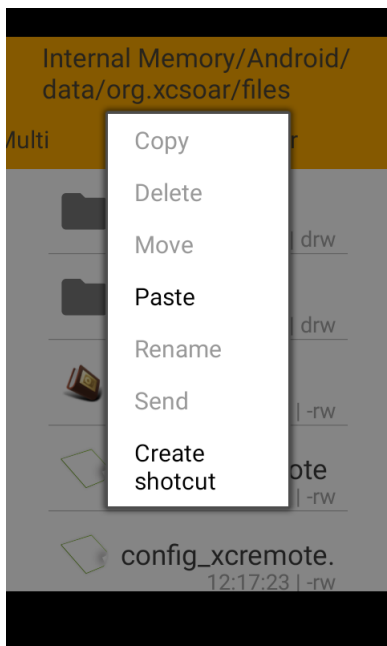 Internal Memory/Android/
data/org.xcsoar/files
Multi
r
Copy
Delete
Move
| drw
Paste
| drw
Rename
Send
| -rw
Create
shotcut
ote
| -rw
config_xcremote.
12:17:23 | -rw